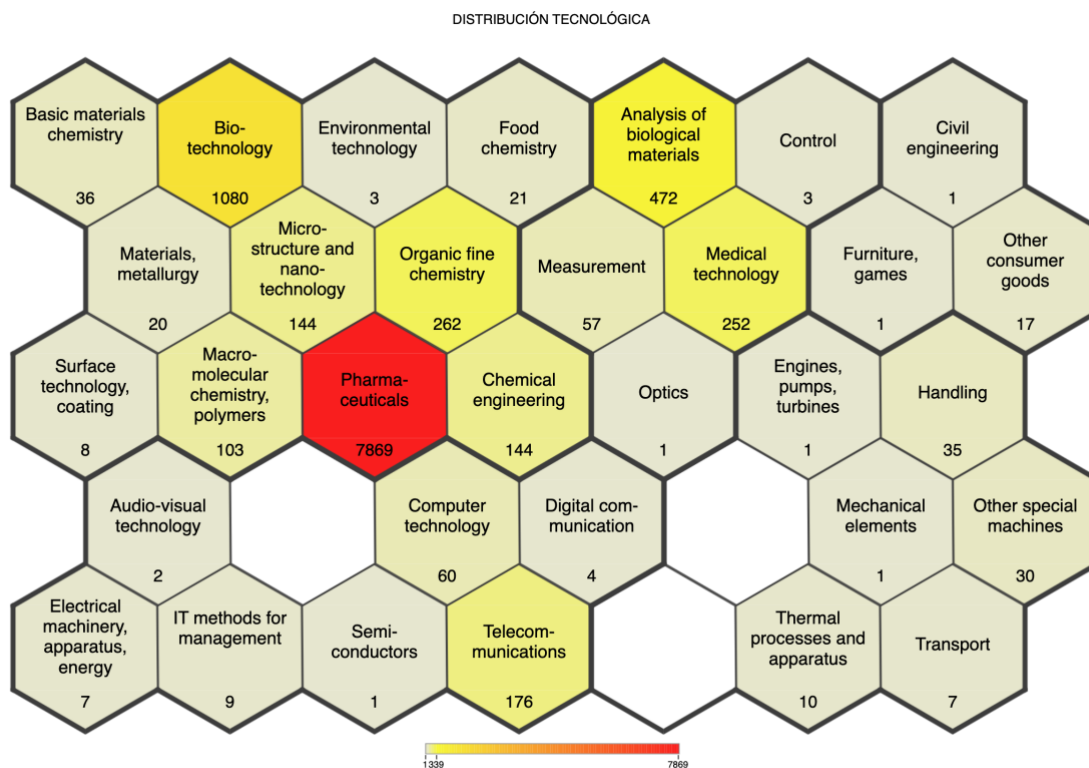 DISTRIBUCIÓN TECNOLÓGICA
Basic materials
chemistry
36
Bio-
technology
1080
Environmental
technology
3
Food
chemistry
21
Analysis of
biological
materials
472
Control
3
Civil
engineering
1
Materials,
metallurgy
20
Micro-
structure and
nano-
technology
144
Organic fine
chemistry
262
Measurement
57
Medical
technology
252
Furniture,
games
1
Other
consumer
goods
17
Surface
technology,
coating
8
Macro-
molecular
chemistry,
polymers
103
Pharma-
ceuticals
7869
Chemical
engineering
144
Optics
1
Engines,
pumps,
turbines
1
Handling
35
Audio-visual
technology
2
Computer
technology
60
Digital com-
munication
4
Mechanical
elements
1
Other special
machines
30
Electrical
machinery,
apparatus,
energy
7
IT methods for
management
9
Semi-
conductors
1
Telecom-
munications
176
Thermal
processes and
apparatus
10
Transport
7
1339
7869